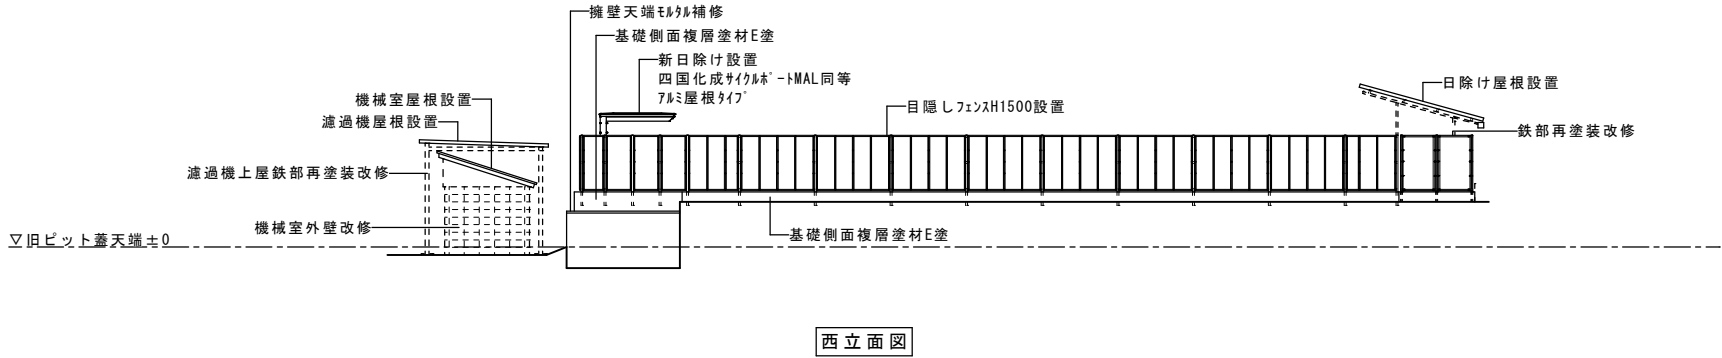 擁壁天端ﾓﾙﾀﾙ補修
基礎側面複層塗材E塗
新日除け設置
四国化成ｻｲｸﾙﾎﾟｰﾄMAL同等
ｱﾙﾐ屋根ﾀｲﾌﾟ
日除け屋根設置
機械室屋根設置
目隠しﾌｪﾝｽH1500設置
濾過機屋根設置
鉄部再塗装改修
濾過機上屋鉄部再塗装改修
機械室外壁改修
基礎側面複層塗材E塗
▽旧ピット蓋天端±0
西立面図